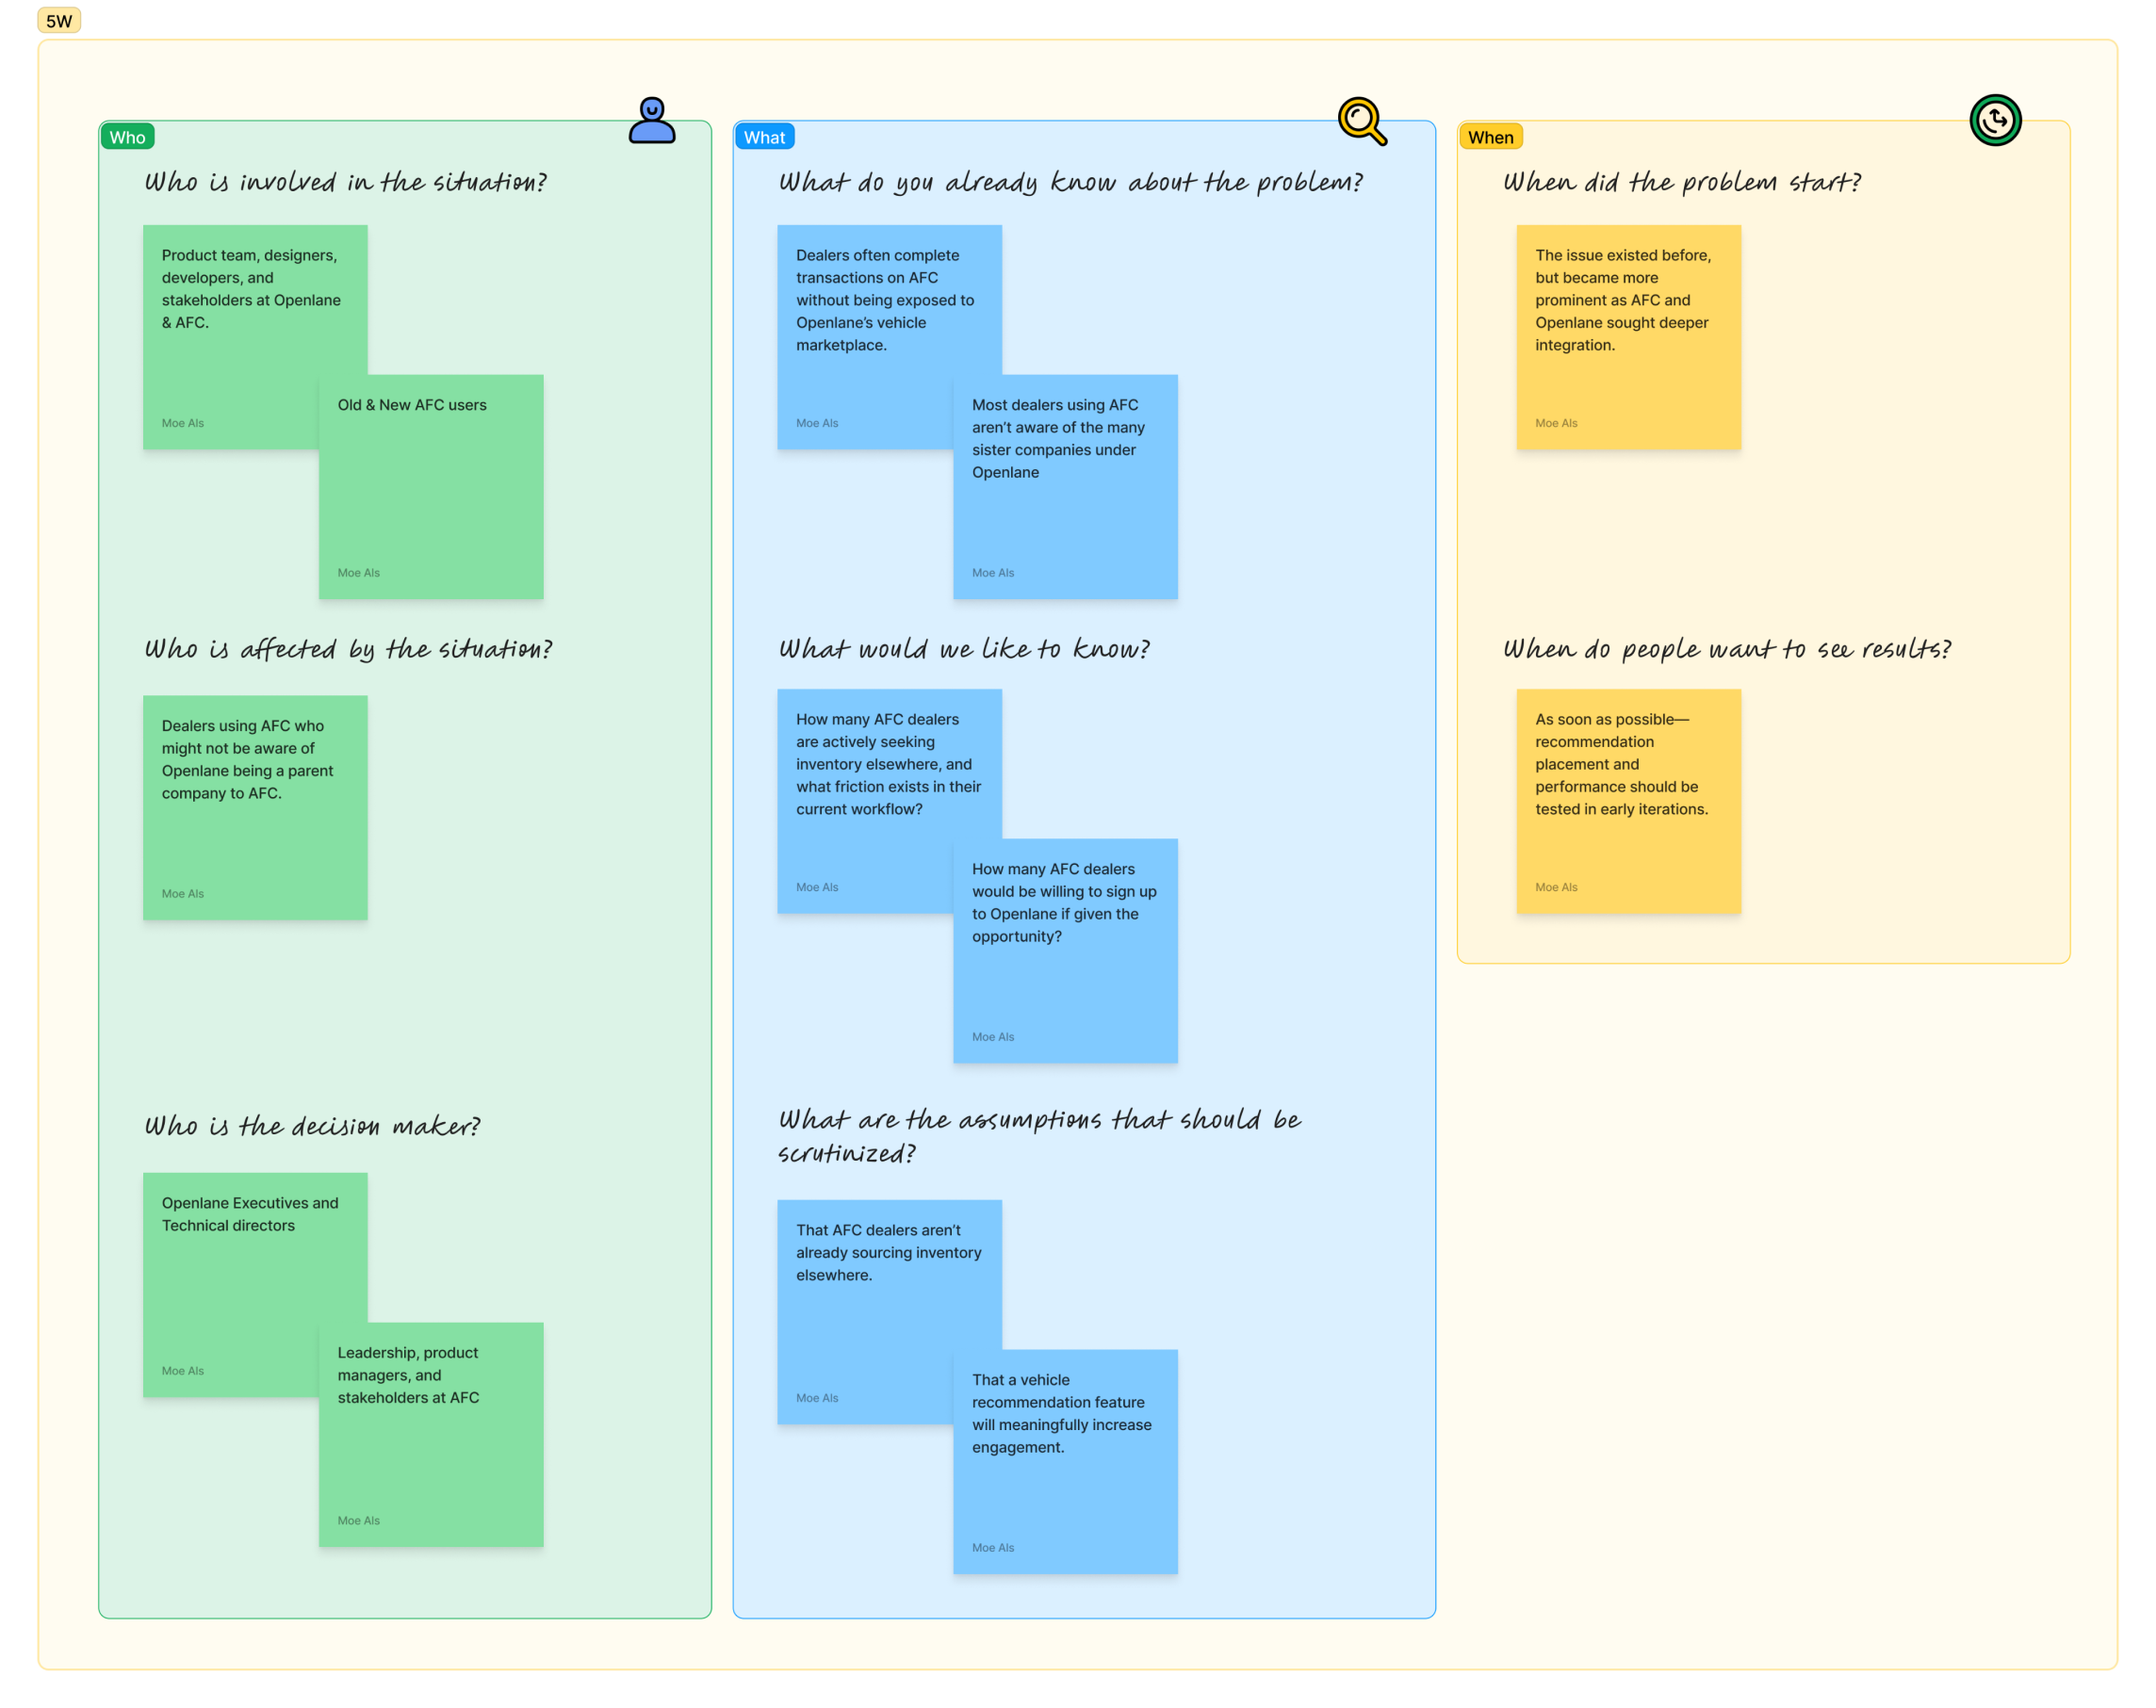 5W
Who
Who is involved in the situation?
Product team, designers,
developers, and
stakeholders at Openlane
& AFC.
Moe Als
Old & New AFC users
Moe Als
Who is affected by the situation?
Dealers using AFC who
might not be aware of
Openlane being a parent
company to AFC.
Moe Als
Who is the decision maker?
Openlane Executives and
Technical directors
Moe Als
Leadership, product
managers, and
stakeholders at AFC
Moe Als
What
What do you already know about the problem?
Dealers often complete
transactions on AFC
without being exposed to
Openlane’s vehicle
marketplace.
Moe Als
Most dealers using AFC
aren’t aware of the many
sister companies under
Openlane
Moe Als
What would we like to know?
How many AFC dealers
are actively seeking
inventory elsewhere, and
what friction exists in their
current workflow?
Moe Als
How many AFC dealers
would be willing to sign up
to Openlane if given the
opportunity?
Moe Als
What are the assumptions that should be
scrutinized?
That AFC dealers aren’t
already sourcing inventory
elsewhere.
Moe Als
That a vehicle
recommendation feature
will meaningfully increase
engagement.
Moe Als
When
When did the problem start?
The issue existed before,
but became more
prominent as AFC and
Openlane sought deeper
integration.
Moe Als
When do people want to see results?
As soon as possible—
recommendation
placement and
performance should be
tested in early iterations.
Moe Als